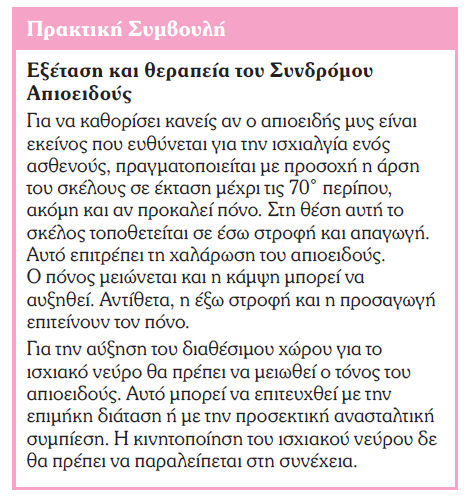 Πρακτική Συμβουλή
Εξέταση και θεραπεία του Συνδρόμου
Απιοειδούς
Για να καθορίσει κανείς αν ο απιοειδής μυς είναι
εκείνος που ευθύνεται για την ισχιαλγία ενός
ασθενούς, πραγματοποιείται με προσοχή η άρση
του σκέλους σε έκταση μέχρι τις 70° περίπου,
ακόμη και αν προκαλεί πόνο. Στη θέση αυτή το
σκέλος τοποθετείται σε έσω στροφή και απαγωγή.
Αυτό επιτρέπει τη χαλάρωση του απιοειδούς.
Ο πόνος μειώνεται και η κάμψη μπορεί να
αυξηθεί. Αντίθετα, η έξω στροφή και η προσαγωγή
επιτείνουν τον πόνο.
Για την αύξηση του διαθέσιμου χώρου για το
ισχιακό νεύρο θα πρέπει να μειωθεί ο τόνος του
απιοειδούς. Αυτό μπορεί να επιτευχθεί με την
επιμήκη διάταση ή με την προσεκτική ανασταλτική
συμπίεση. Η κινητοποίηση του ισχιακού νεύρου δε
θα πρέπει να παραλείπεται στη συνέχεια.